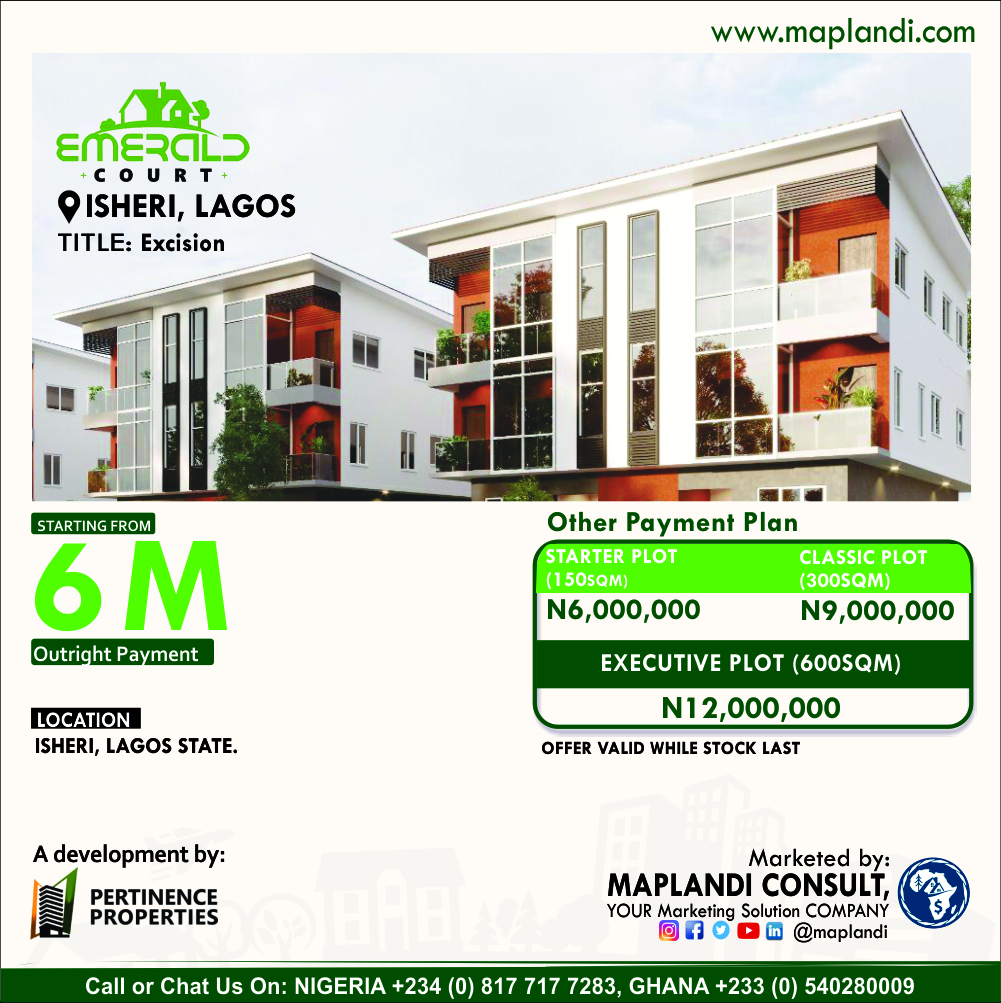 www.maplandi.com
EMERALD
COURT
ISHERI, LAGOS
TITLE: Excision
STARTING FROM
6M
Outright Payment
LOCATION
ISHERI, LAGOS STATE.
Other Payment Plan
STARTER PLOT CLASSIC PLOT
(150SQM) (300SQM)
N6,000,000 N9,000,000
EXECUTIVE PLOT (600SQM)
N12,000,000
OFFER VALID WHILE STOCK LAST
A development by:
PERTINENCE
PROPERTIES
Marketed by:
MAPLANDI CONSULT,
YOUR Marketing Solution COMPANY
@maplandi
Call or Chat Us On: NIGERIA +234 (0) 817 717 7283, GHANA +233 (0) 540280009